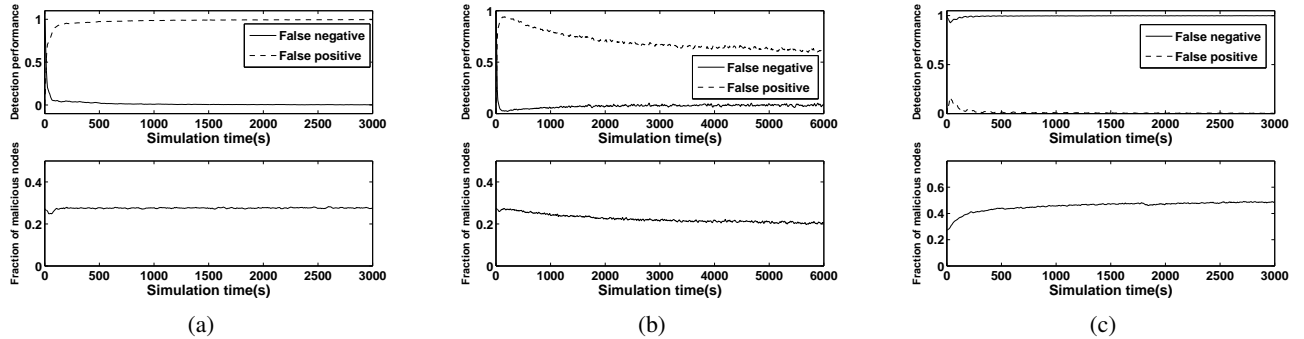 Detection performance
1
0.5
0
False negative
False positive
0 500 1000 1500 2000 2500 3000
Simulation time(s)
Fraction of malicious nodes
0.4
0.2
0
0 500 1000 1500 2000 2500 3000
Simulation time(s)
(a)
Detection performance
1
0.5
0
False negative
False positive
0 1000 2000 3000 4000 5000 6000
Simulation time(s)
Fraction of malicious nodes
0.4
0.2
0
0 1000 2000 3000 4000 5000 6000
Simulation time(s)
(b)
Detection performance
1
0.5
0
False negative
False positive
0 500 1000 1500 2000 2500 3000
Simulation time(s)
Fraction of malicious nodes
0.6
0.4
0.2
0
0 500 1000 1500 2000 2500 3000
Simulation time(s)
(c)